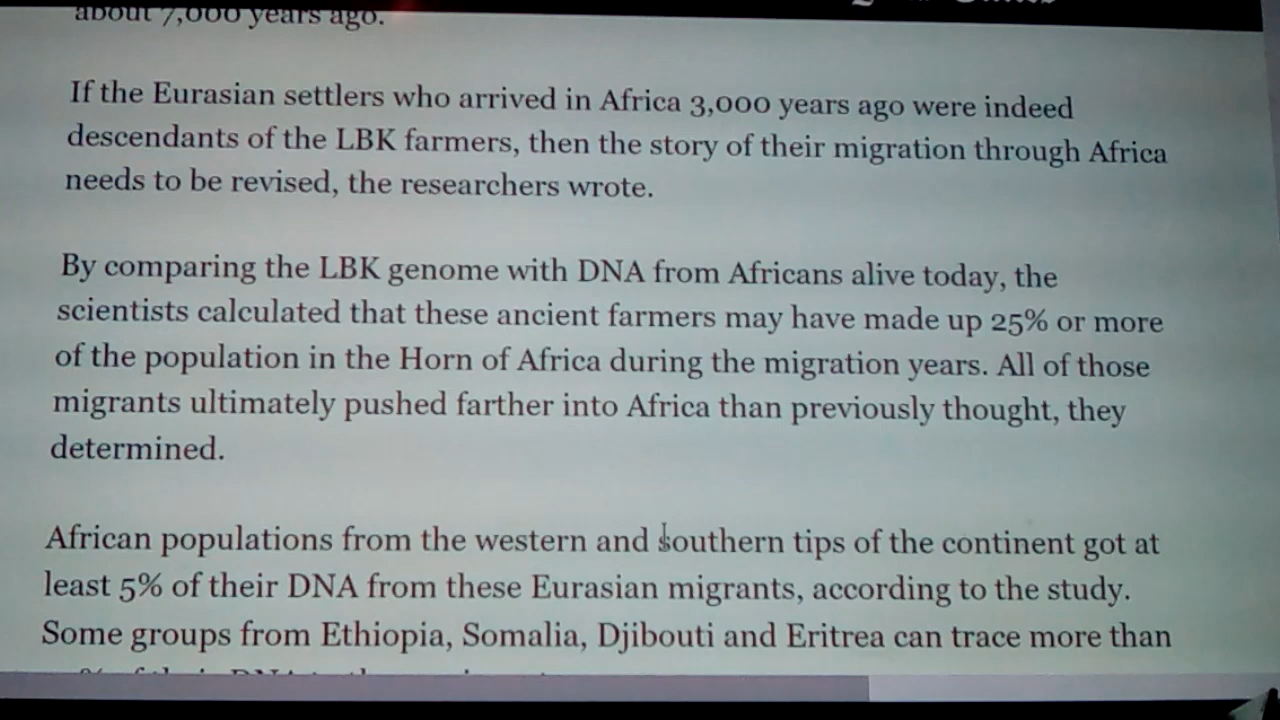 about 7,000 years ago.
If the Eurasian settlers who arrived in Africa 3,000 years ago were indeed
descendants of the LBK farmers, then the story of their migration through Africa
needs to be revised, the researchers wrote.
By comparing the LBK genome with DNA from Africans alive today, the
scientists calculated that these ancient farmers may have made up 25% or more
of the population in the Horn of Africa during the migration years. All of those
migrants ultimately pushed farther into Africa than previously thought, they
determined.
African populations from the western and southern tips of the continent got at
least 5% of their DNA from these Eurasian migrants, according to the study.
Some groups from Ethiopia, Somalia, Djibouti and Eritrea can trace more than